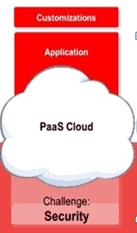 Customizations
Application
PaaS Cloud
Challenge:
Security